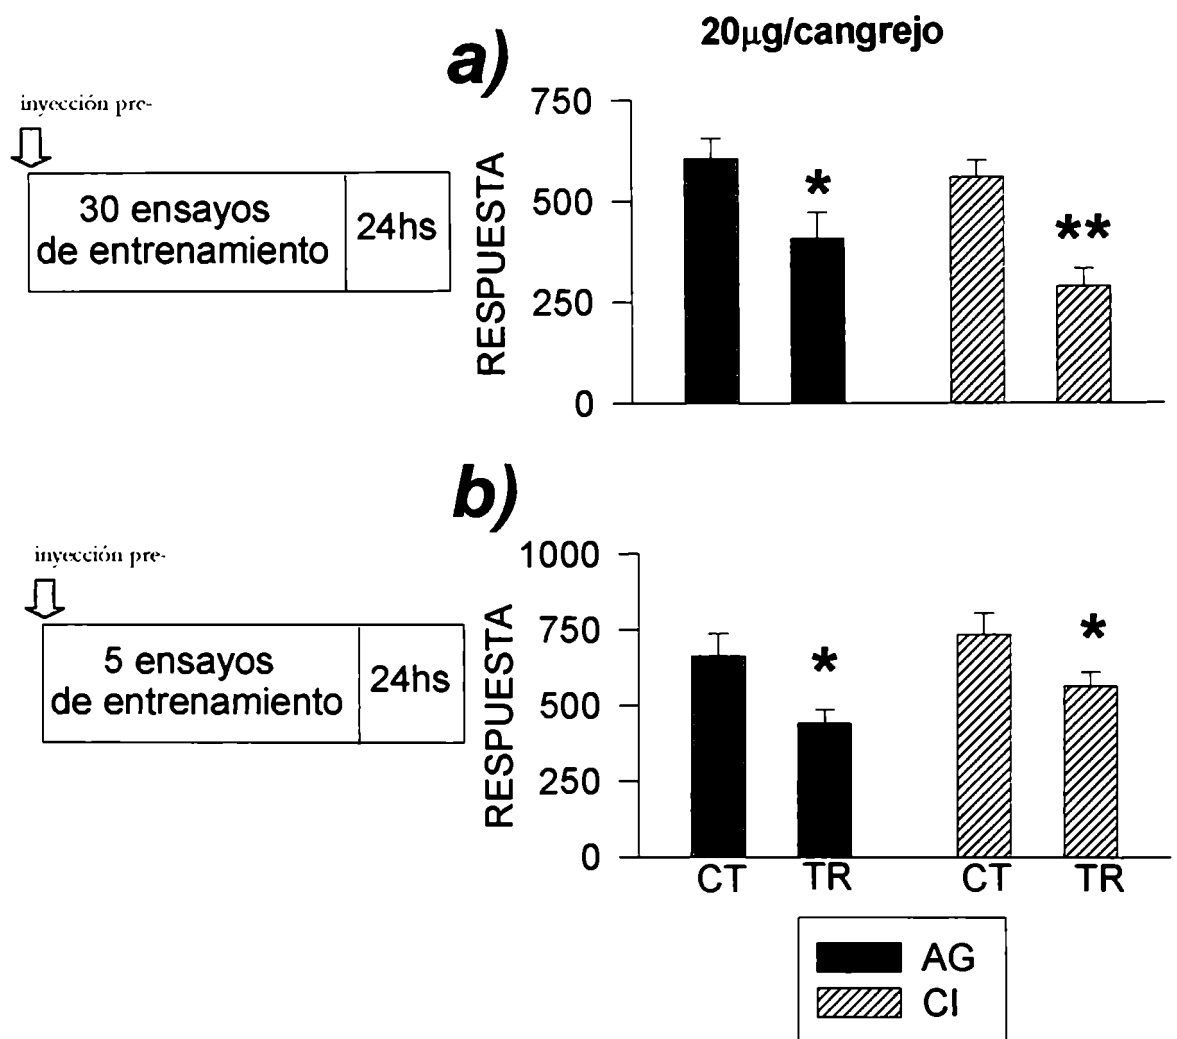 20µg/cangrejo
a)
inyección pre-
30 ensayos
de entrenamiento
24hs
RESPUESTA
750
500
250
0
*
**
b)
inyección pre-
5 ensayos
de entrenamiento
24hs
RESPUESTA
1000
750
500
250
0
*
*
CT TR CT TR
AG
CI